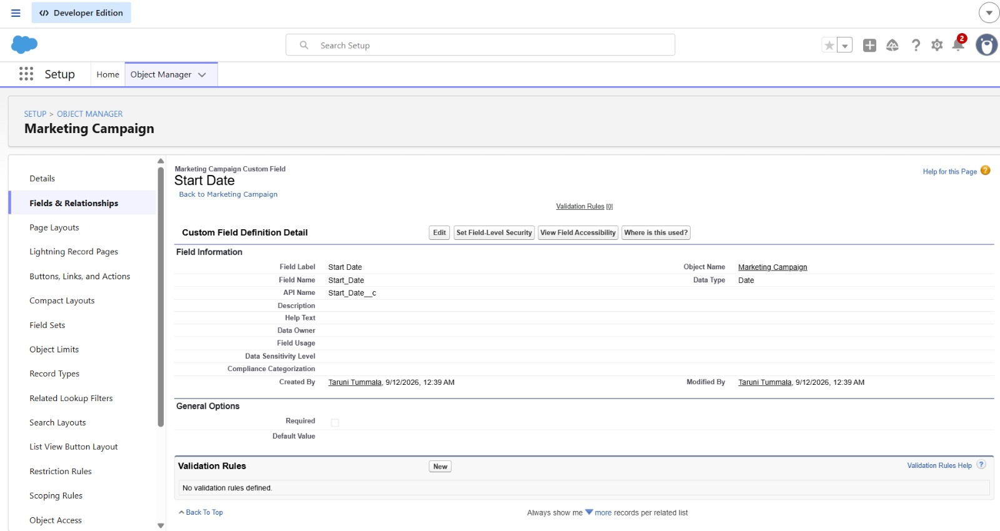 Developer Edition
Search Setup
2
Setup
Home
Object Manager
SETUP > OBJECT MANAGER
Marketing Campaign
Details
Fields & Relationships
Page Layouts
Lightning Record Pages
Buttons, Links, and Actions
Compact Layouts
Field Sets
Object Limits
Record Types
Related Lookup Filters
Search Layouts
List View Button Layout
Restriction Rules
Scoping Rules
Object Access
Marketing Campaign Custom Field
Start Date
Back to Marketing Campaign
Help for this Page ?
Validation Rules [0]
Custom Field Definition Detail
Edit
Set Field-Level Security
View Field Accessibility
Where is this used?
Field Information
Field Label Start Date Object Name Marketing Campaign
Field Name Start_Date Data Type Date
API Name Start_Date__c
Description
Help Text
Data Owner
Field Usage
Data Sensitivity Level
Compliance Categorization
Created By Taruni Tummala, 9/12/2026, 12:39 AM Modified By Taruni Tummala, 9/12/2026, 12:39 AM
General Options
Required
Default Value
Validation Rules
New
Validation Rules Help ?
No validation rules defined.
Back To Top
Always show me more records per related list